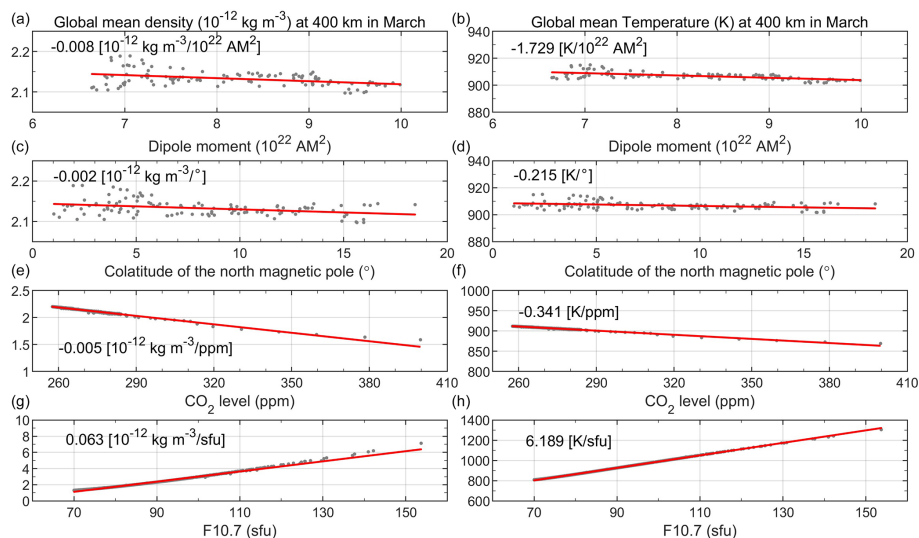 (a) Global mean density (10⁻¹² kg m⁻³) at 400 km in March
-0.008 [10⁻¹² kg m⁻³/10²² AM²]
2.2
2.1
6 7 8 9 10
Dipole moment (10²² AM²)
(b) Global mean Temperature (K) at 400 km in March
-1.729 [K/10²² AM²]
940
920
900
880
6 7 8 9 10
Dipole moment (10²² AM²)
(c)
-0.002 [10⁻¹² kg m⁻³/°]
2.2
2.1
0 5 10 15 20
Colatitude of the north magnetic pole (°)
(d)
-0.215 [K/°]
940
920
900
880
0 5 10 15 20
Colatitude of the north magnetic pole (°)
(e)
-0.005 [10⁻¹² kg m⁻³/ppm]
2.5
2
1.5
1
260 290 320 350 380 410
CO₂ level (ppm)
(f)
-0.341 [K/ppm]
1000
950
900
850
800
260 290 320 350 380 410
CO₂ level (ppm)
(g)
0.063 [10⁻¹² kg m⁻³/sfu]
10
8
6
4
2
0
70 90 110 130 150
F10.7 (sfu)
(h)
6.189 [K/sfu]
1400
1200
1000
800
600
70 90 110 130 150
F10.7 (sfu)